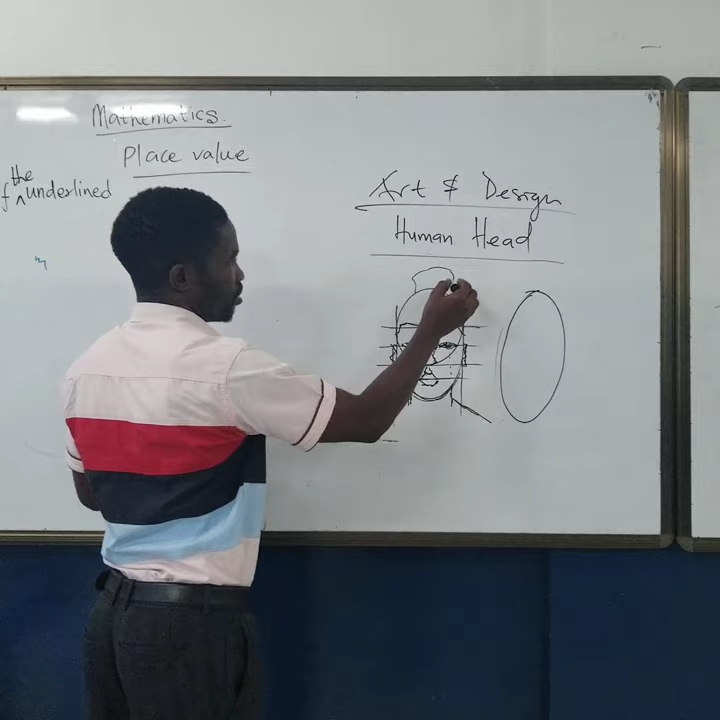 Mathematics.
Place value
the
f ^ underlined
Art & Design
Human Head